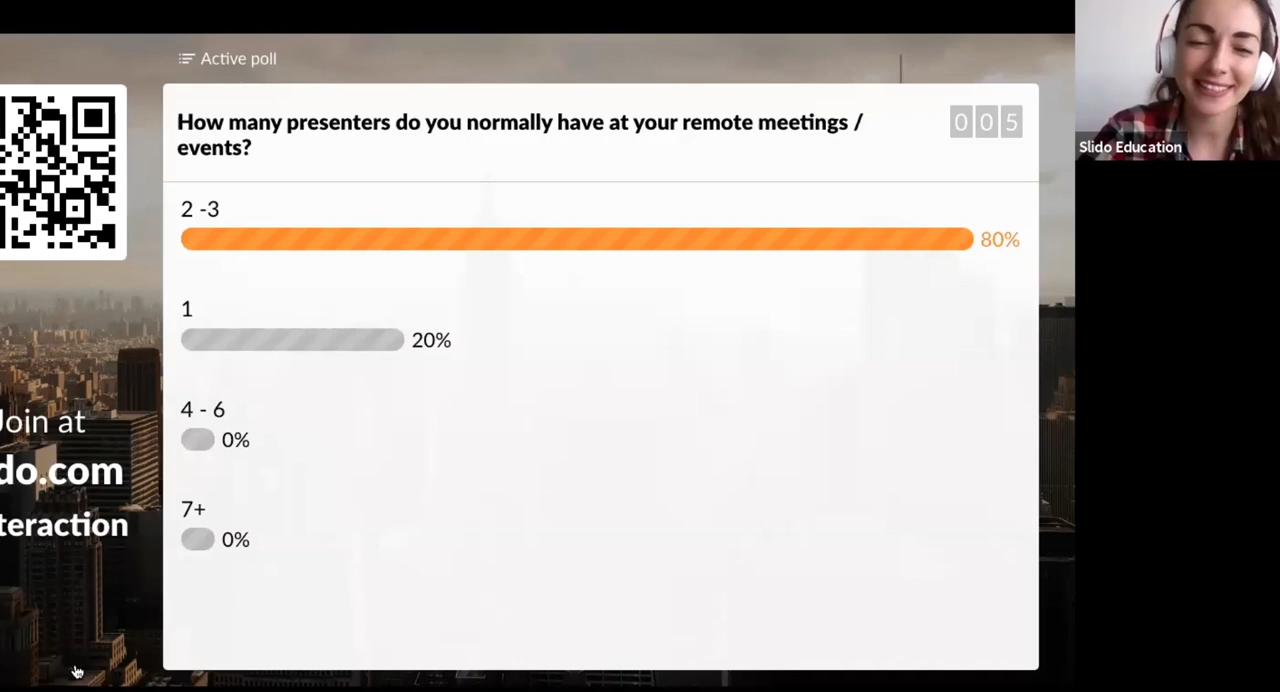 Active poll
How many presenters do you normally have at your remote meetings /
events?
005
2 -3
80%
1
20%
4 - 6
0%
7+
0%
Join at
do.com
teraction
Slido Education